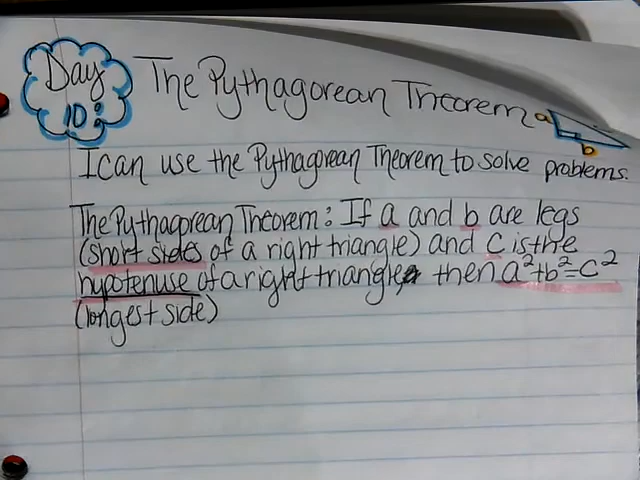 Day
10:
The Pythagorean Theorem
a
b
I can use the Pythagorean Theorem to solve problems.
The Pythagorean Theorem: If a and b are legs
(short sides of a right triangle) and c is the
hypotenuse of a right triangle, then a²+b²=c²
(longest side)